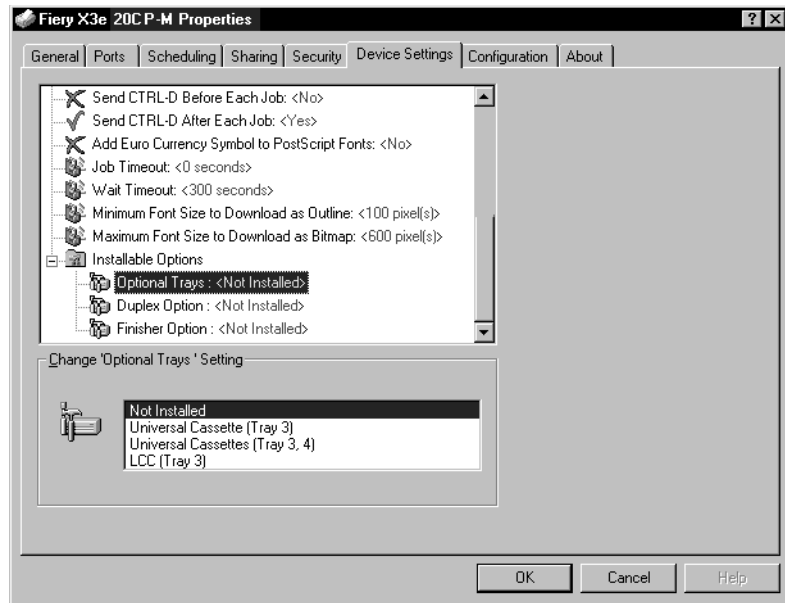 Fiery X3e 20C P-M Properties
General Ports Scheduling Sharing Security Device Settings Configuration About
Send CTRL-D Before Each Job: <No>
Send CTRL-D After Each Job: <Yes>
Add Euro Currency Symbol to PostScript Fonts: <No>
Job Timeout: <0 seconds>
Wait Timeout: <300 seconds>
Minimum Font Size to Download as Outline: <100 pixel(s)>
Maximum Font Size to Download as Bitmap: <600 pixel(s)>
Installable Options
Optional Trays : <Not Installed>
Duplex Option : <Not Installed>
Finisher Option : <Not Installed>
Change 'Optional Trays ' Setting
Not Installed
Universal Cassette (Tray 3)
Universal Cassettes (Tray 3, 4)
LCC (Tray 3)
OK Cancel Help